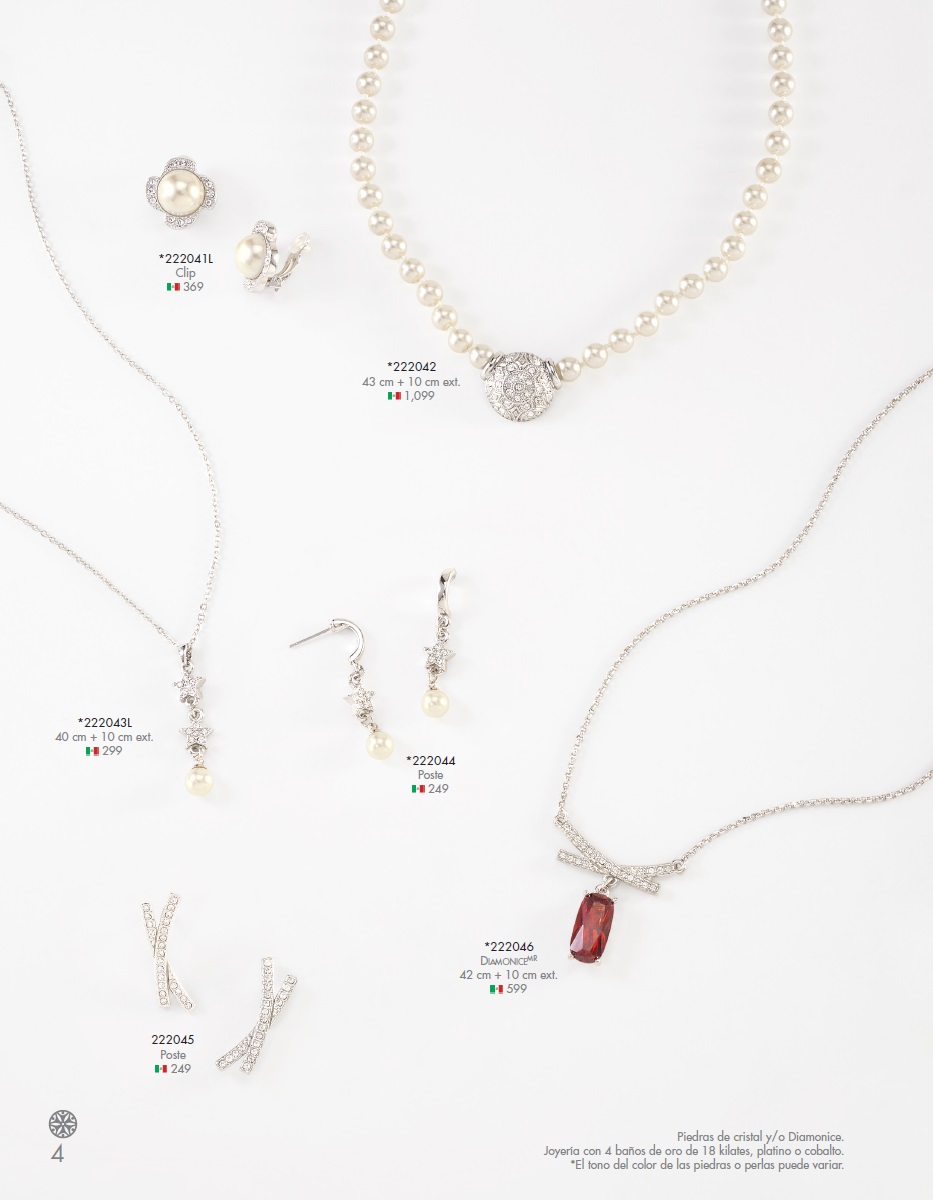 *222041L
Clip
369
*222042
43 cm + 10 cm ext.
1,099
*222043L
40 cm + 10 cm ext.
299
*222044
Poste
249
*222046
DIAMONICE MR
42 cm + 10 cm ext.
599
222045
Poste
249
4
Piedras de cristal y/o Diamonice.
Joyería con 4 baños de oro de 18 kilates, platino o cobalto.
*El tono del color de las piedras o perlas puede variar.